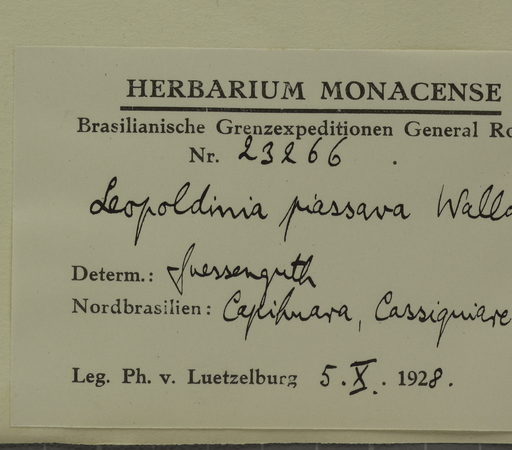 HERBARIUM MONACENSE
Brasilianische Grenzexpeditionen General Ro
Nr. 23266 .
Leopoldinia piassava Walla
Determ.: Suessenguth
Nordbrasilien: Capihuara, Cassiquiare
Leg. Ph. v. Luetzelburg 5. X. 1928.